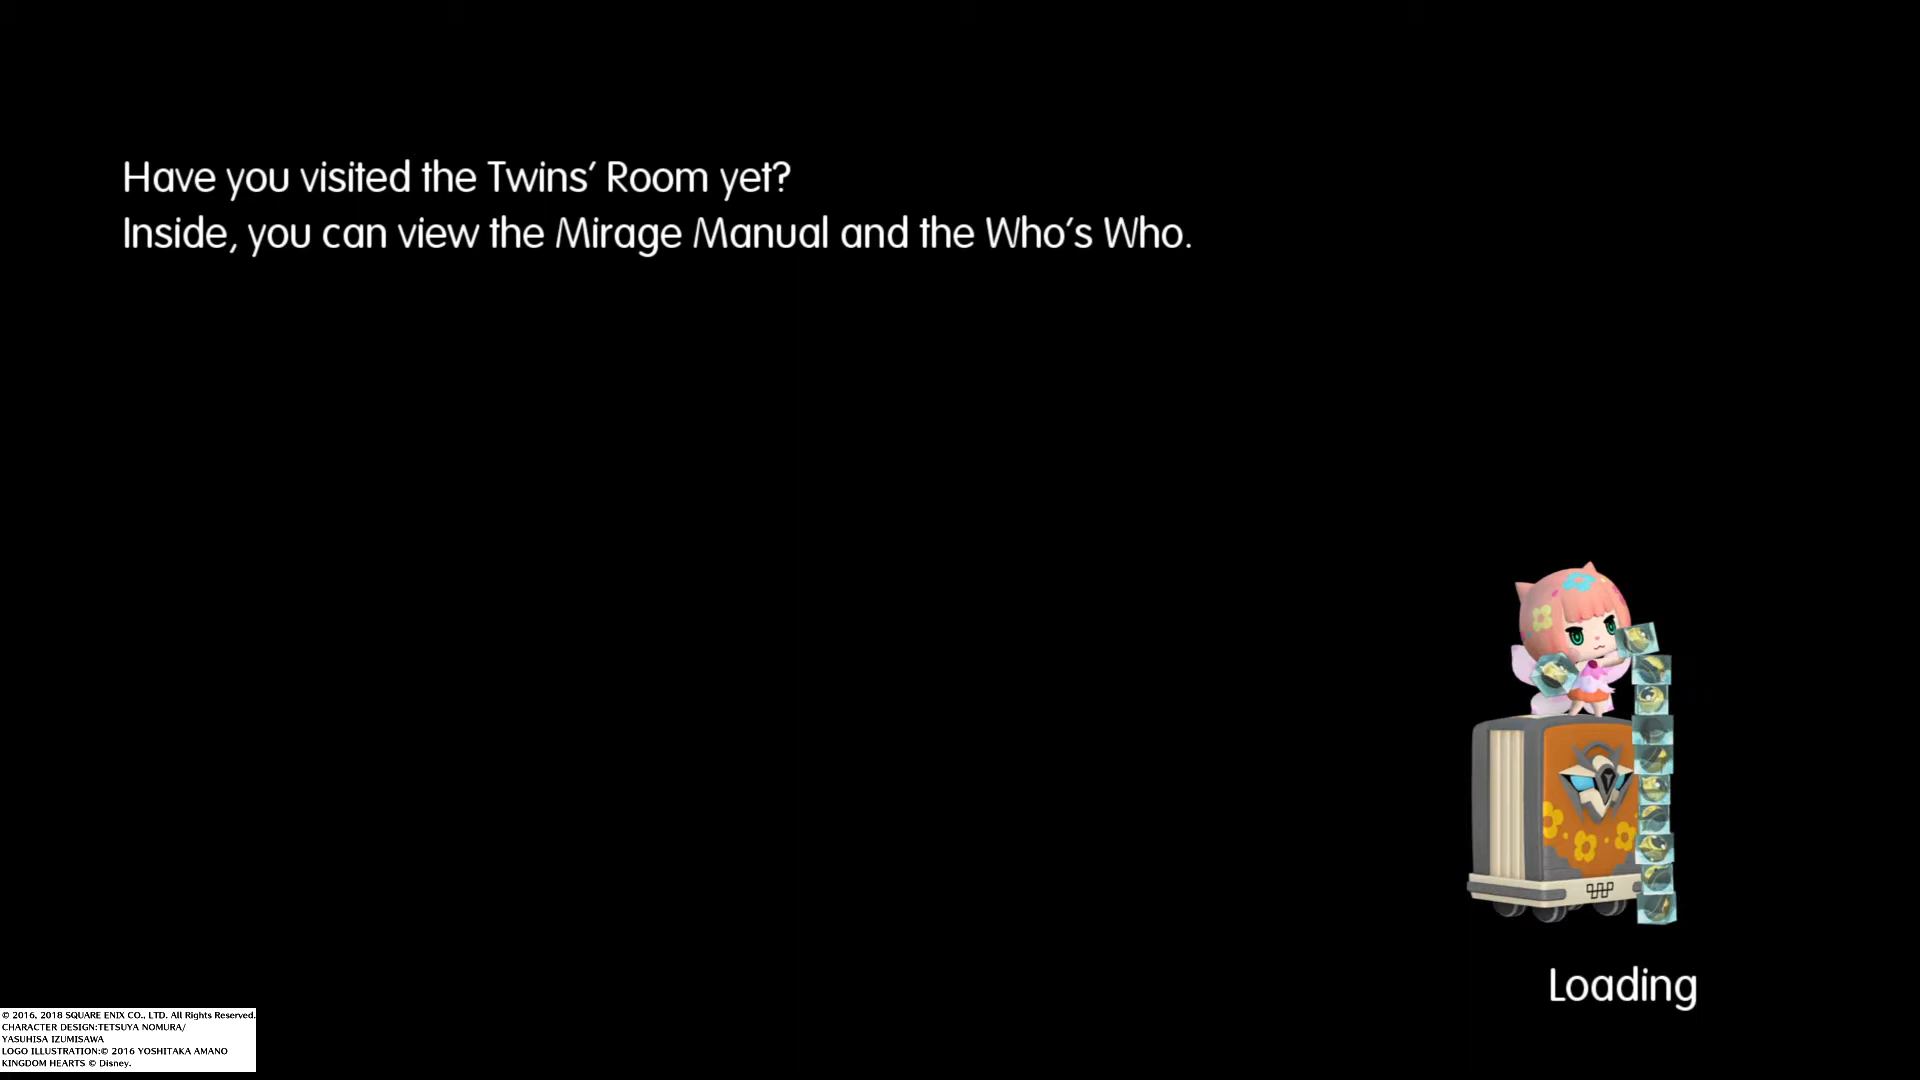 Have you visited the Twins' Room yet?
Inside, you can view the Mirage Manual and the Who's Who.
Loading
© 2016, 2018 SQUARE ENIX CO., LTD. All Rights Reserved.
CHARACTER DESIGN:TETSUYA NOMURA/
YASUHISA IZUMISAWA
LOGO ILLUSTRATION:© 2016 YOSHITAKA AMANO
KINGDOM HEARTS © Disney.